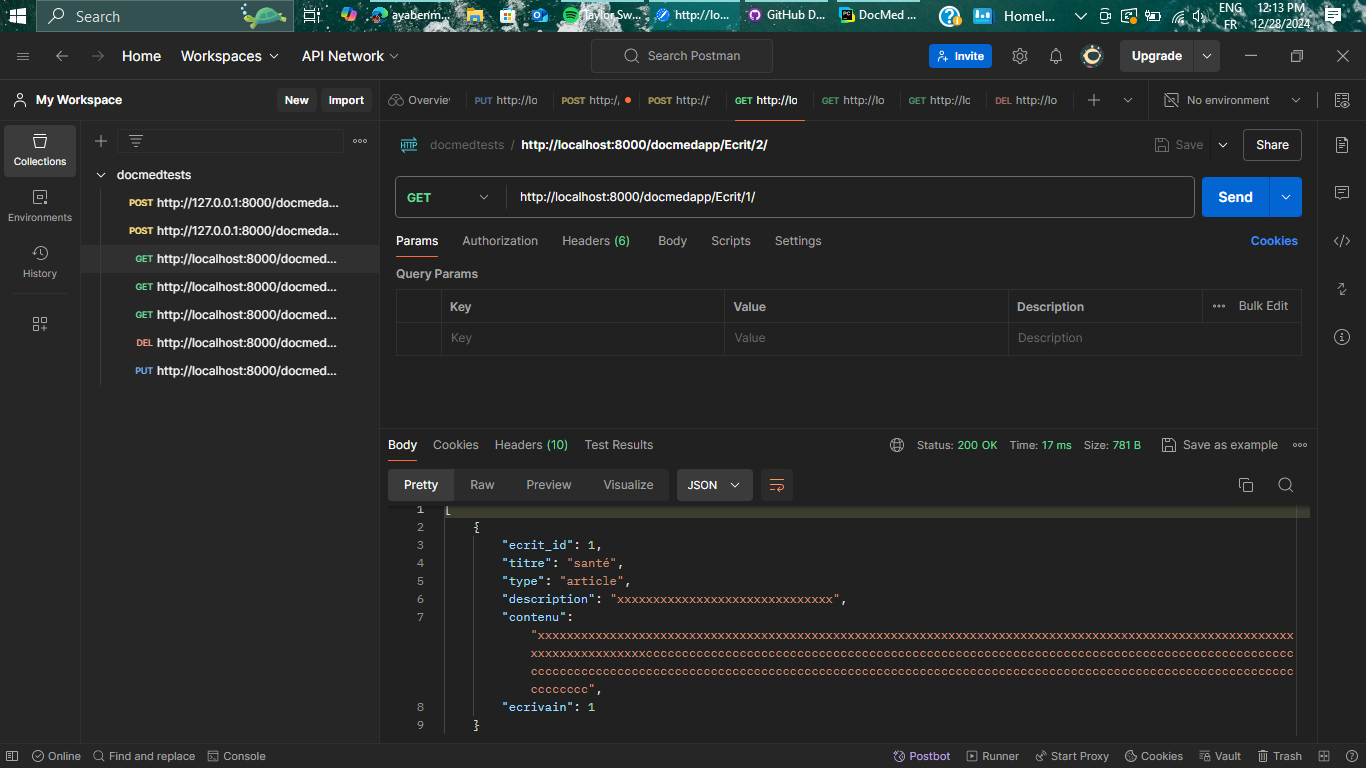 Search
ayaberim...
Taylor Sw...
http://lo...
GitHub D...
DocMed ...
Homel...
ENG
FR
12:13 PM
12/28/2024
Home
Workspaces
API Network
Search Postman
Invite
Upgrade
My Workspace
New
Import
Overview
PUT http://lo
POST http:/
POST http://
GET http://lo
GET http://lo
GET http://lo
DEL http://lo
No environment
Collections
Environments
History
docmedtests
POST http://127.0.0.1:8000/docmeda...
POST http://127.0.0.1:8000/docmeda...
GET http://localhost:8000/docmed...
GET http://localhost:8000/docmed...
GET http://localhost:8000/docmed...
DEL http://localhost:8000/docmed...
PUT http://localhost:8000/docmed...
HTTP docmedtests / http://localhost:8000/docmedapp/Ecrit/2/
Save
Share
GET http://localhost:8000/docmedapp/Ecrit/1/
Send
Params Authorization Headers (6) Body Scripts Settings
Cookies
Query Params
Key Value Description Bulk Edit
Key Value Description
Body Cookies Headers (10) Test Results
Status: 200 OK Time: 17 ms Size: 781 B
Save as example
Pretty Raw Preview Visualize JSON
1 [
2 {
3 "ecrit_id": 1,
4 "titre": "santé",
5 "type": "article",
6 "description": "xxxxxxxxxxxxxxxxxxxxxxxxxxxxxx",
7 "contenu":
8 "ecrivain": 1
9 }
Online
Find and replace
Console
Postbot
Runner
Start Proxy
Cookies
Vault
Trash